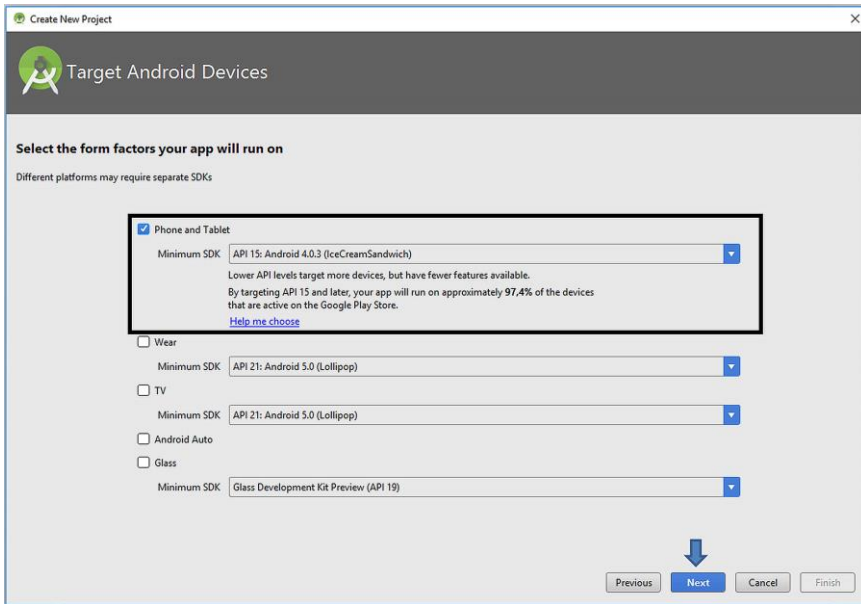 Create New Project
Target Android Devices
Select the form factors your app will run on
Different platforms may require separate SDKs
Phone and Tablet
Minimum SDK API 15: Android 4.0.3 (IceCreamSandwich)
Lower API levels target more devices, but have fewer features available.
By targeting API 15 and later, your app will run on approximately 97,4% of the devices
that are active on the Google Play Store.
Help me choose
Wear
Minimum SDK API 21: Android 5.0 (Lollipop)
TV
Minimum SDK API 21: Android 5.0 (Lollipop)
Android Auto
Glass
Minimum SDK Glass Development Kit Preview (API 19)
Previous Next Cancel Finish